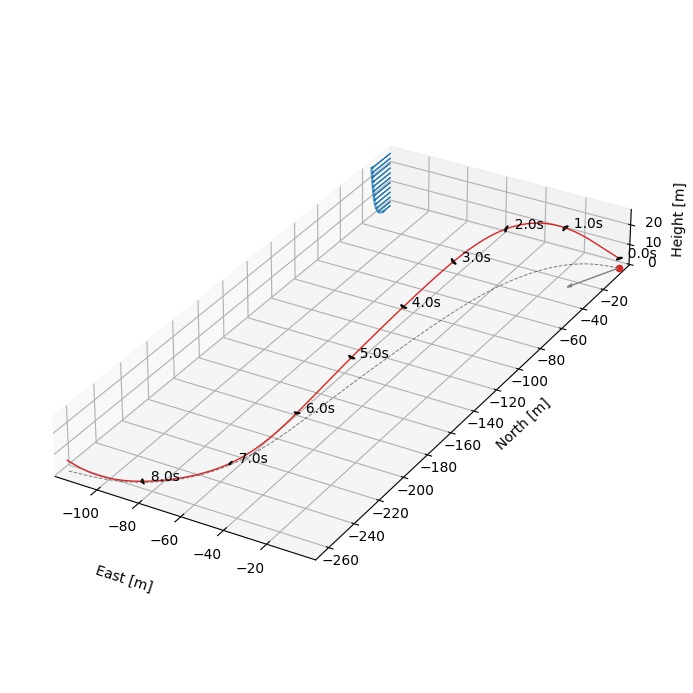 20
10
0
Height [m]
0.0s
1.0s
2.0s
3.0s
4.0s
5.0s
6.0s
7.0s
8.0s
−20
−40
−60
−80
−100
−120
−140
−160
−180
−200
−220
−240
−260
North [m]
−100
−80
−60
−40
−20
East [m]